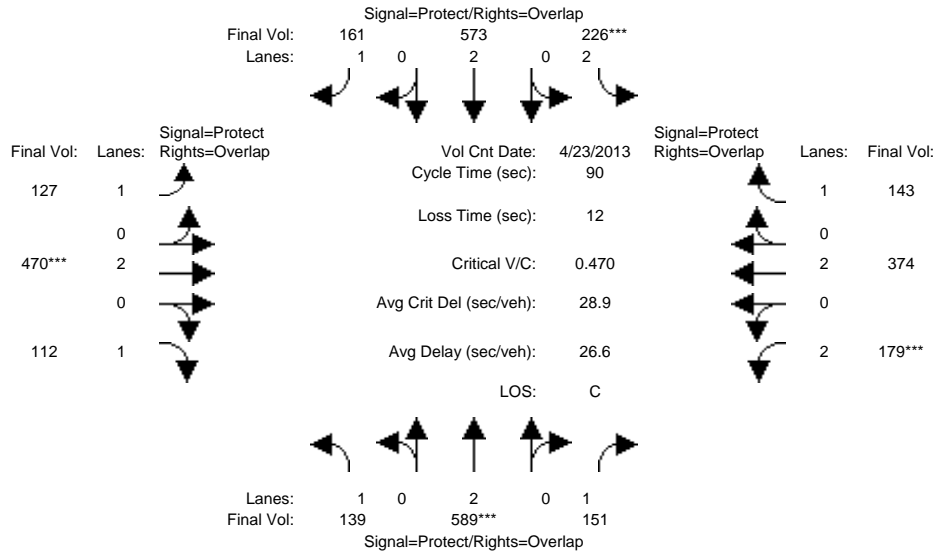 Signal=Protect/Rights=Overlap
Final Vol: 161 573 226***
Lanes: 1 0 2 0 2
Signal=Protect Signal=Protect
Final Vol: Lanes: Rights=Overlap Vol Cnt Date: 4/23/2013 Rights=Overlap Lanes: Final Vol:
Cycle Time (sec): 90
127 1 1 143
Loss Time (sec): 12
0 0
470*** 2 Critical V/C: 0.470 2 374
0 Avg Crit Del (sec/veh): 28.9 0
112 1 Avg Delay (sec/veh): 26.6 2 179***
LOS: C
Lanes: 1 0 2 0 1
Final Vol: 139 589*** 151
Signal=Protect/Rights=Overlap